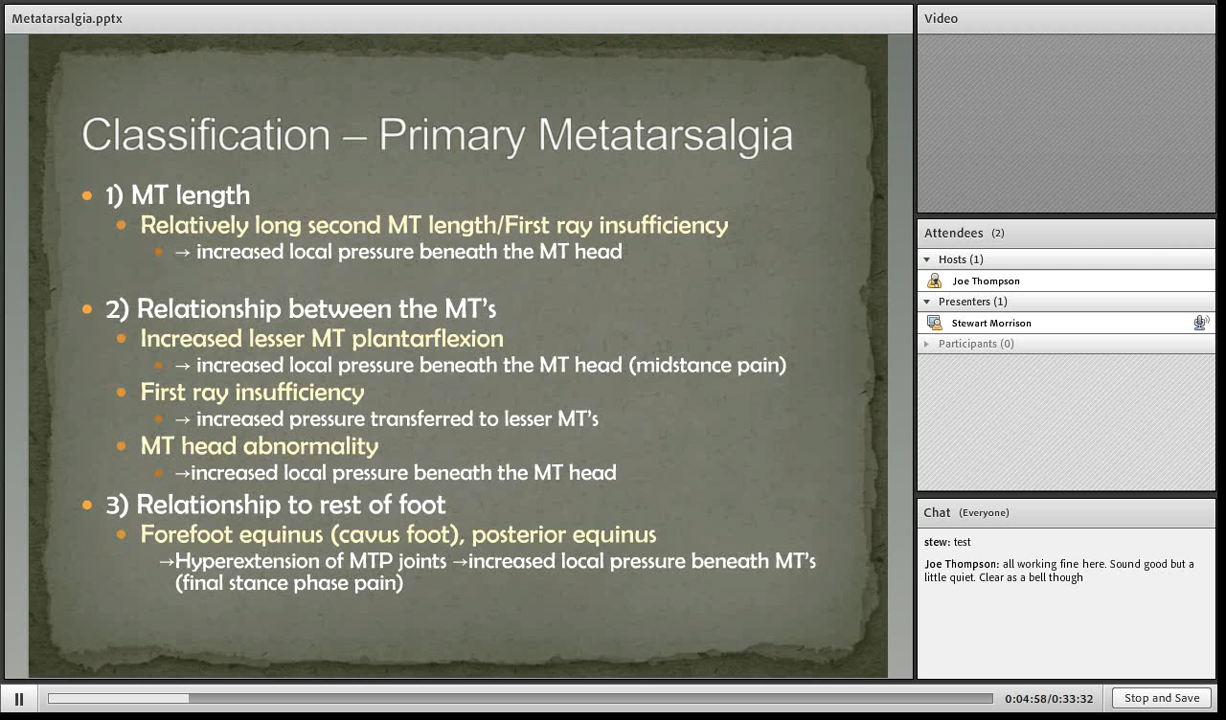 Metatarsalgia.pptx
Classification – Primary Metatarsalgia
• 1) MT length
• Relatively long second MT length/First ray insufficiency
• → increased local pressure beneath the MT head
• 2) Relationship between the MT's
• Increased lesser MT plantarflexion
• → increased local pressure beneath the MT head (midstance pain)
• First ray insufficiency
• → increased pressure transferred to lesser MT's
• MT head abnormality
• →increased local pressure beneath the MT head
• 3) Relationship to rest of foot
• Forefoot equinus (cavus foot), posterior equinus
→Hyperextension of MTP joints →increased local pressure beneath MT's
(final stance phase pain)
Video
Attendees (2)
Hosts (1)
Joe Thompson
Presenters (1)
Stewart Morrison
Participants (0)
Chat (Everyone)
stew: test
Joe Thompson: all working fine here. Sound good but a
little quiet. Clear as a bell though
0:04:58/0:33:32
Stop and Save